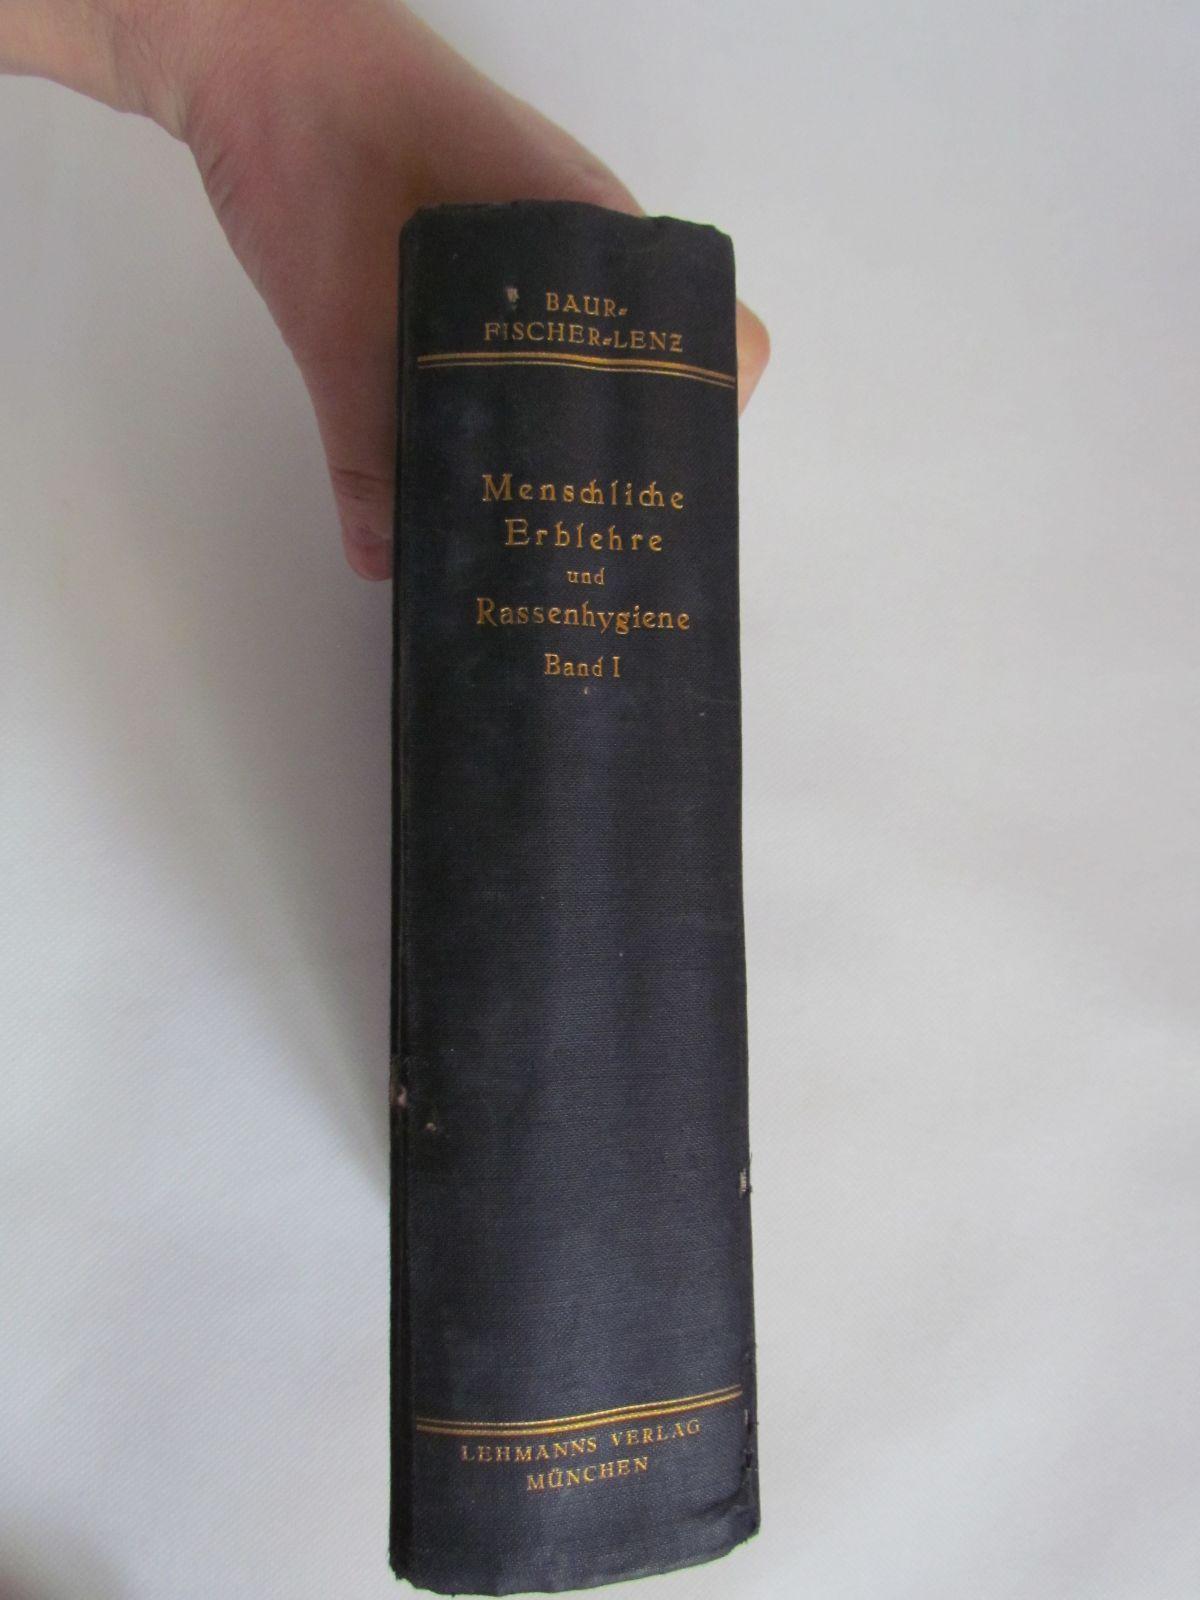 BAUR-
FISCHER-LENZ
Menschliche
Erblehre
und
Rassenhygiene
Band I
LEHMANNS VERLAG
MÜNCHEN